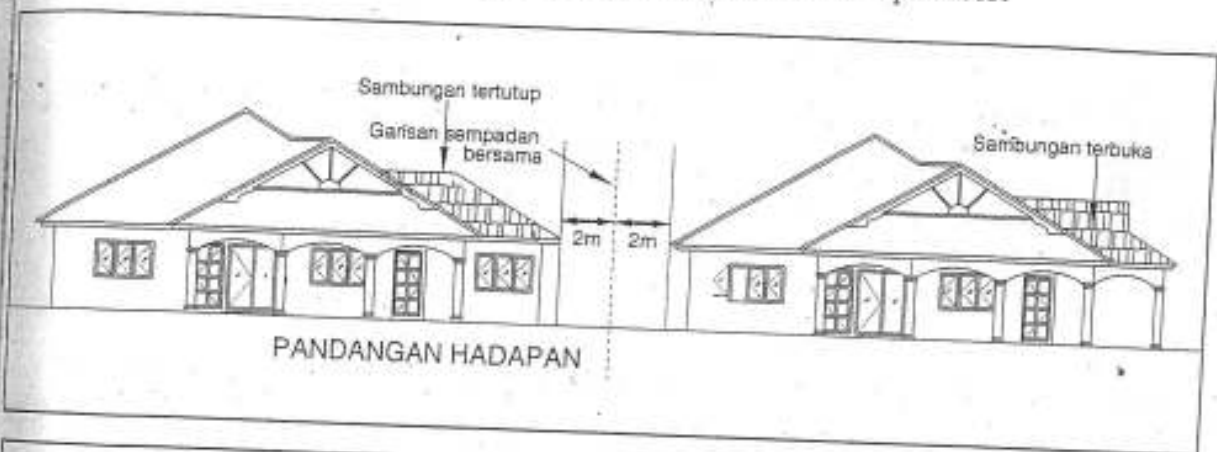 Sambungan tertutup
Garisan sempadan
bersama
Sambungan terbuka
2m 2m
PANDANGAN HADAPAN